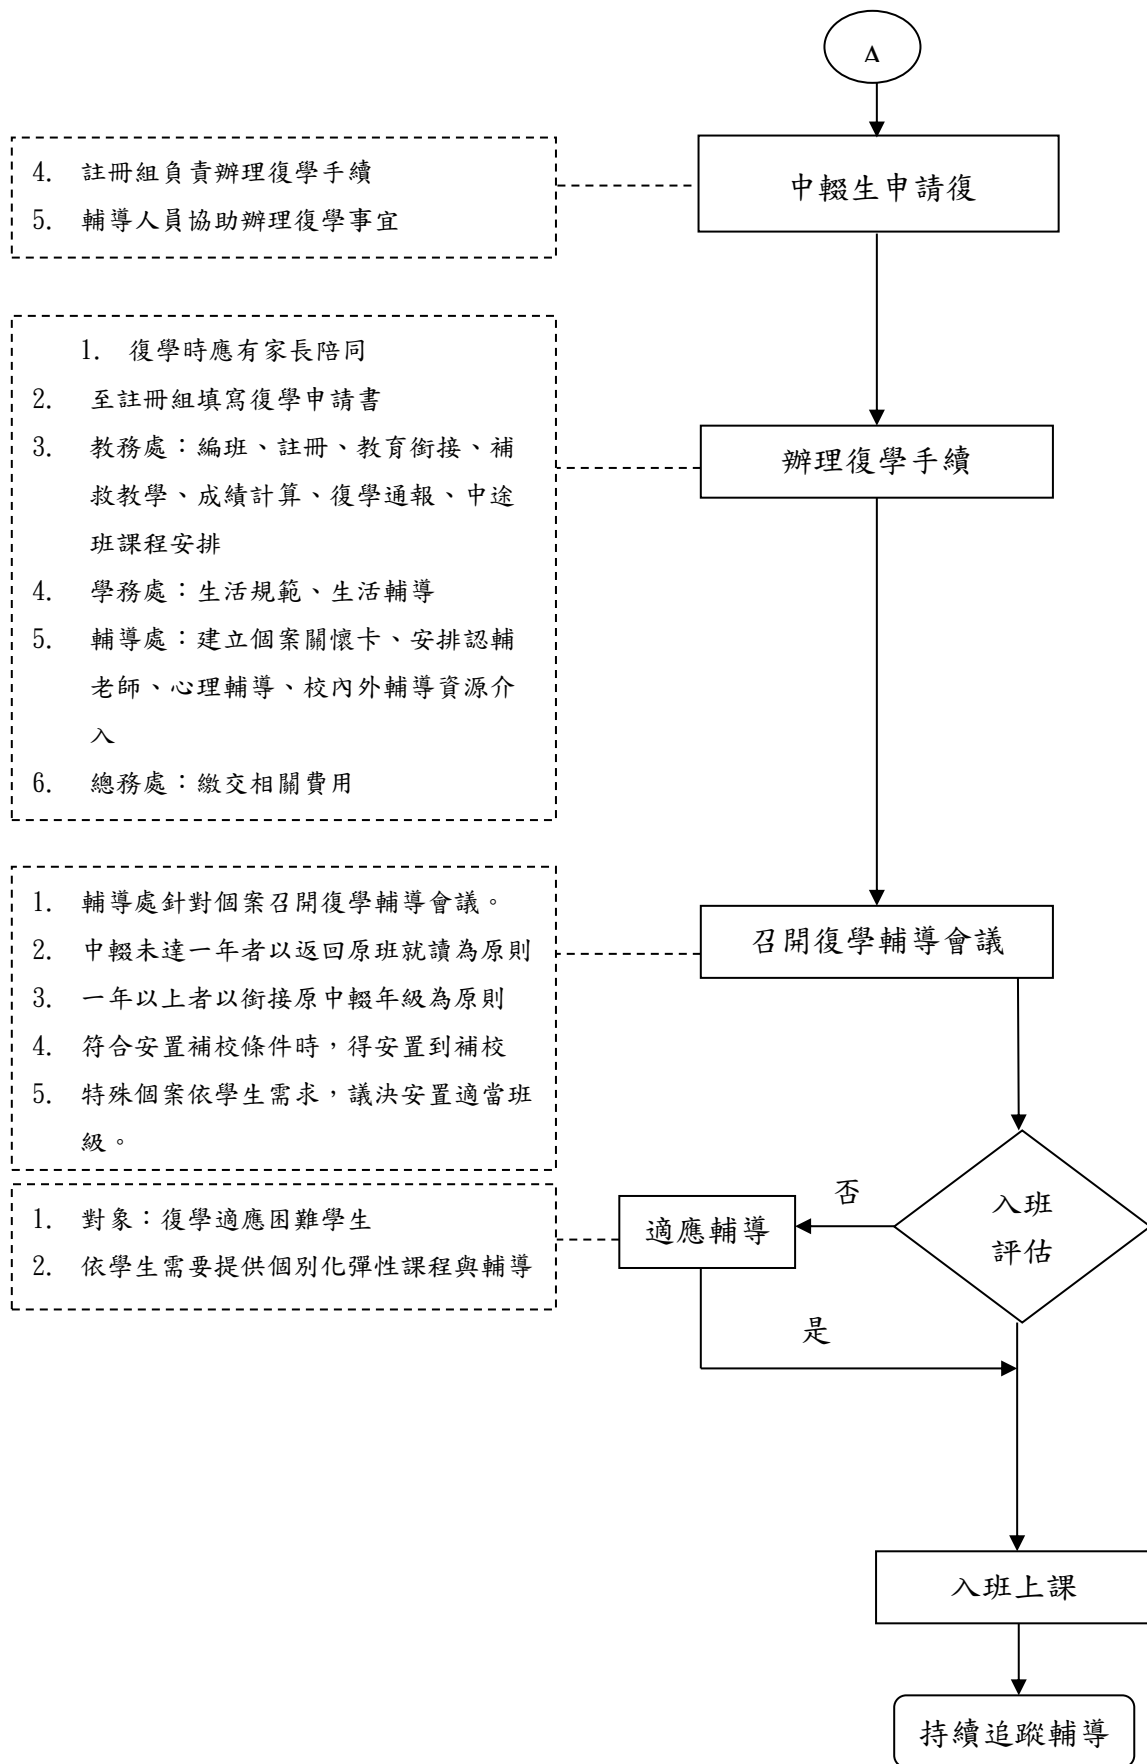 A
4. 註冊組負責辦理復學手續
5. 輔導人員協助辦理復學事宜
中輟生申請復
1. 復學時應有家長陪同
2. 至註冊組填寫復學申請書
3. 教務處：編班、註冊、教育銜接、補
救教學、成績計算、復學通報、中途
班課程安排
4. 學務處：生活規範、生活輔導
5. 輔導處：建立個案關懷卡、安排認輔
老師、心理輔導、校內外輔導資源介
入
6. 總務處：繳交相關費用
辦理復學手續
1. 輔導處針對個案召開復學輔導會議。
2. 中輟未達一年者以返回原班就讀為原則
3. 一年以上者以銜接原中輟年級為原則
4. 符合安置補校條件時，得安置到補校
5. 特殊個案依學生需求，議決安置適當班
級。
召開復學輔導會議
1. 對象：復學適應困難學生
2. 依學生需要提供個別化彈性課程與輔導
適應輔導
否
入班
評估
是
入班上課
持續追蹤輔導